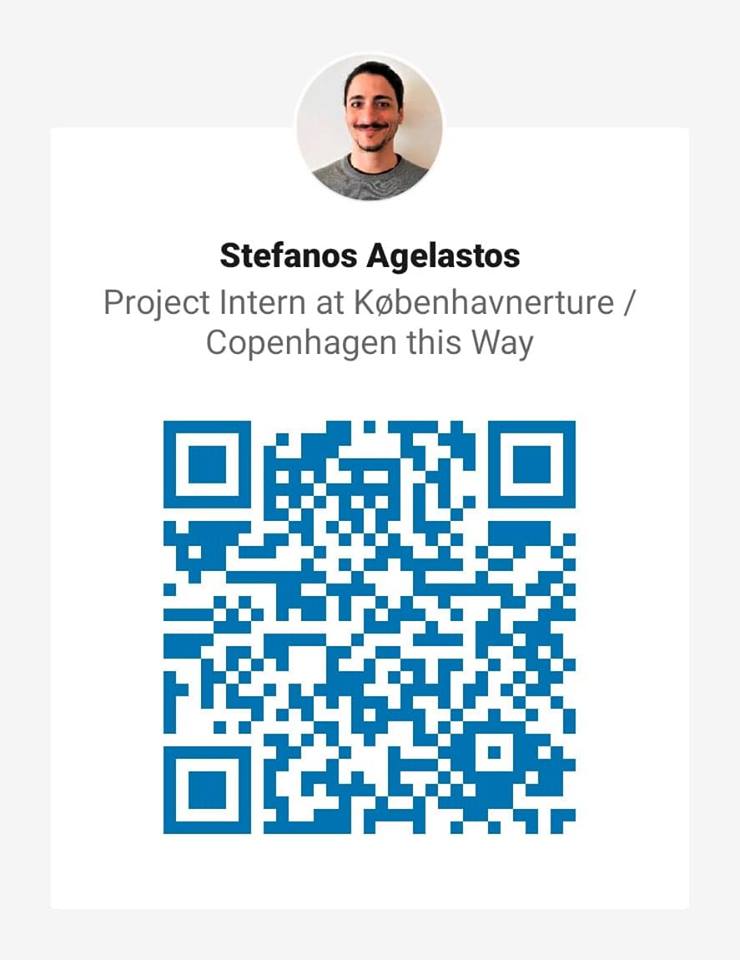 Stefanos Agelastos
Project Intern at Københavnerture /
Copenhagen this Way